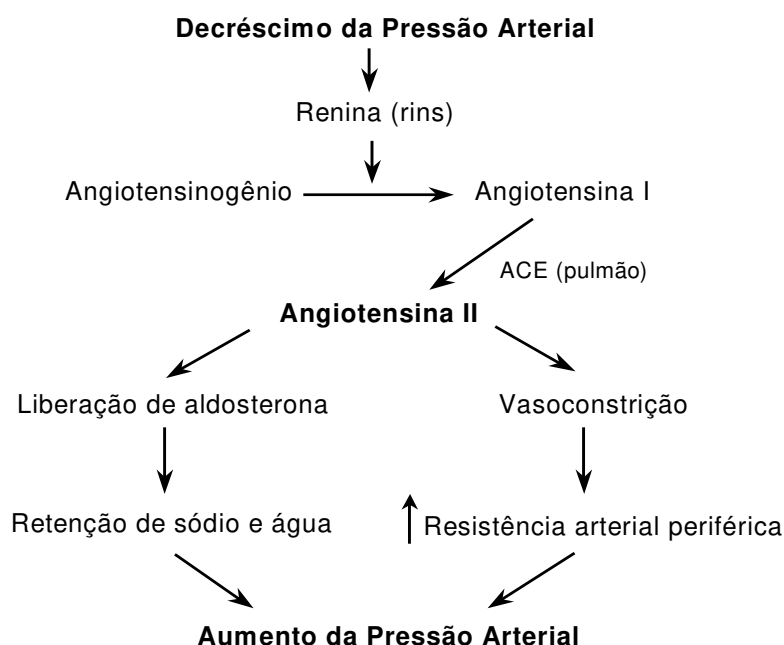 Decréscimo da Pressão Arterial
Renina (rins)
Angiotensinogênio
Angiotensina I
ACE (pulmão)
Angiotensina II
Liberação de aldosterona
Vasoconstrição
Retenção de sódio e água
Resistência arterial periférica
Aumento da Pressão Arterial